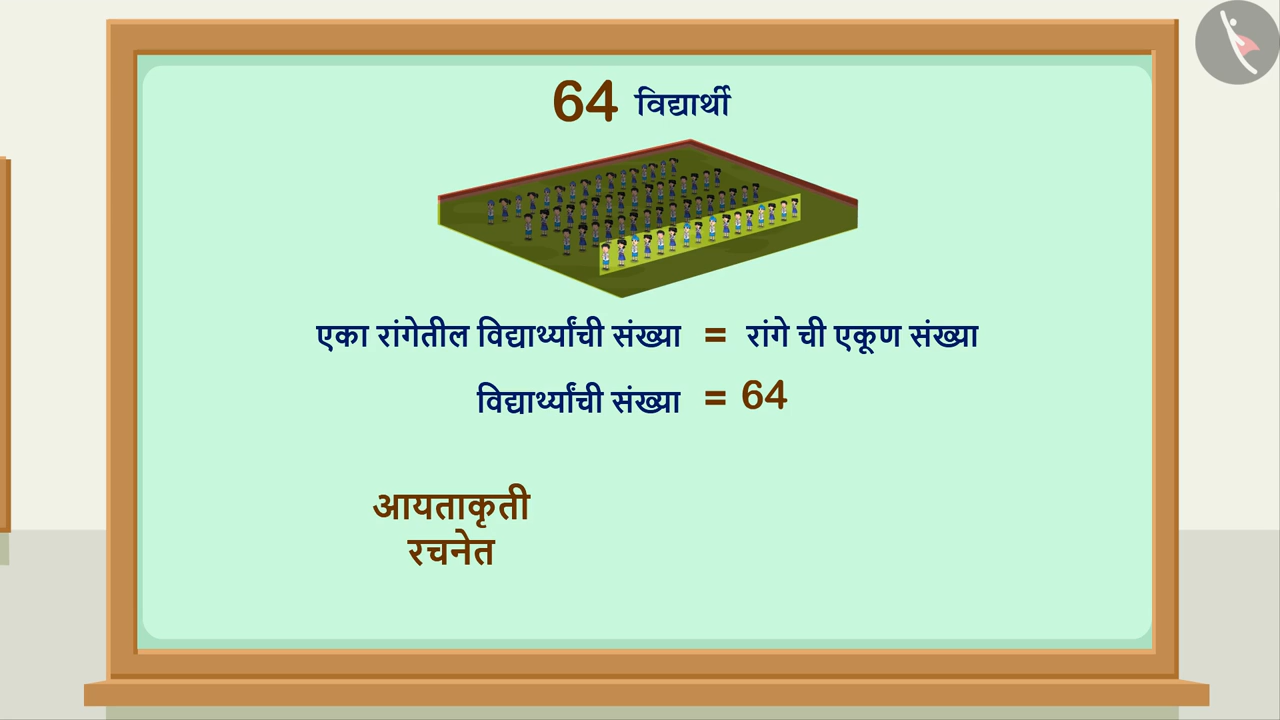 64 विद्यार्थी
एका रांगेतील विद्यार्थ्यांची संख्या = रांगे ची एकूण संख्या
विद्यार्थ्यांची संख्या = 64
आयताकृती
रचनेत